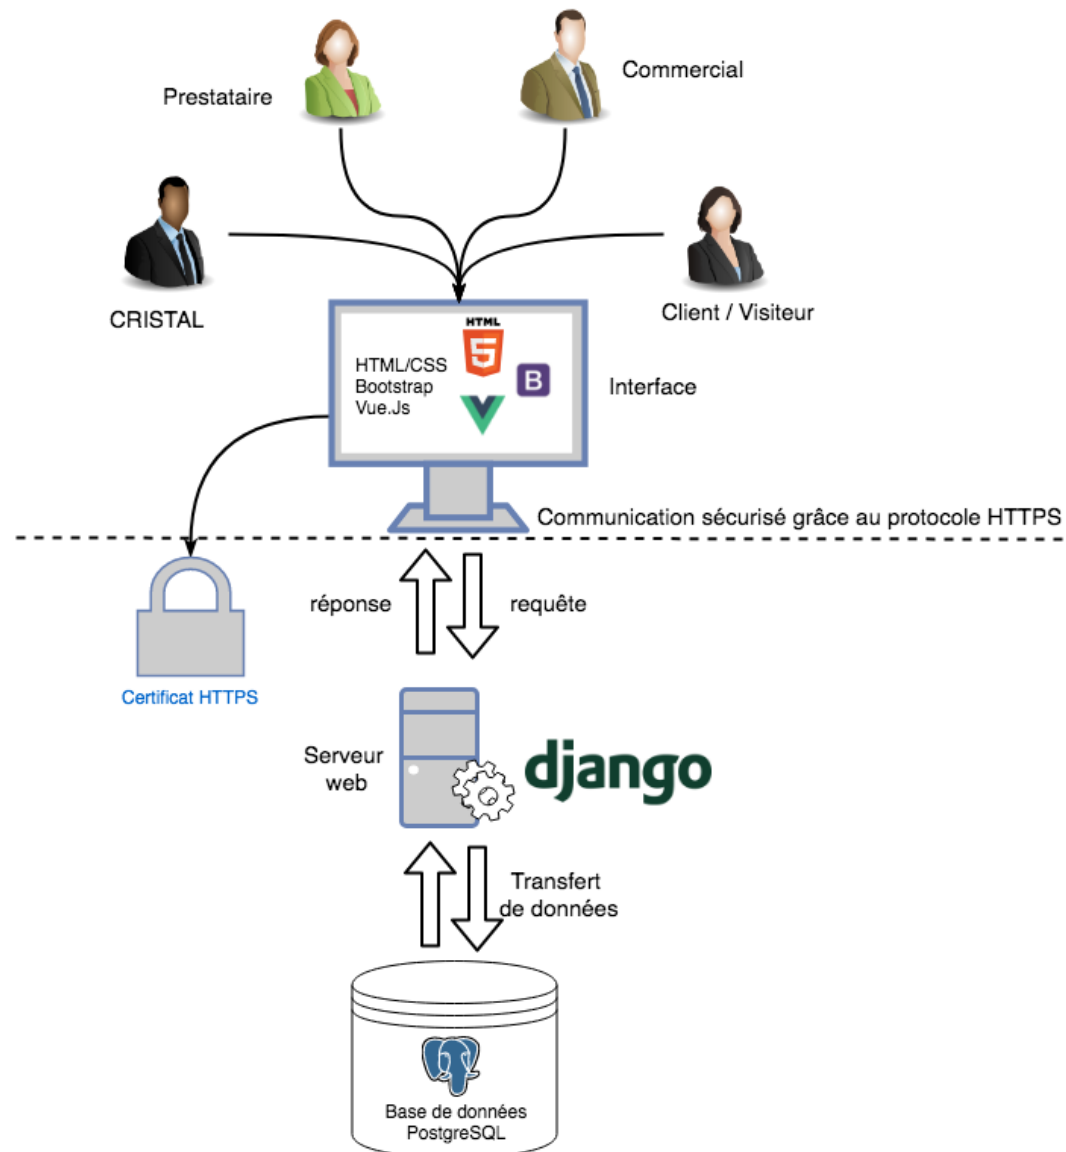 Commercial
Prestataire
CRISTAL
Client / Visiteur
HTML
5
HTML/CSS
Bootstrap
Vue.Js
B
Interface
Communication sécurisé grâce au protocole HTTPS
réponse
requête
Certificat HTTPS
Serveur
web
django
Transfert
de données
Base de données
PostgreSQL